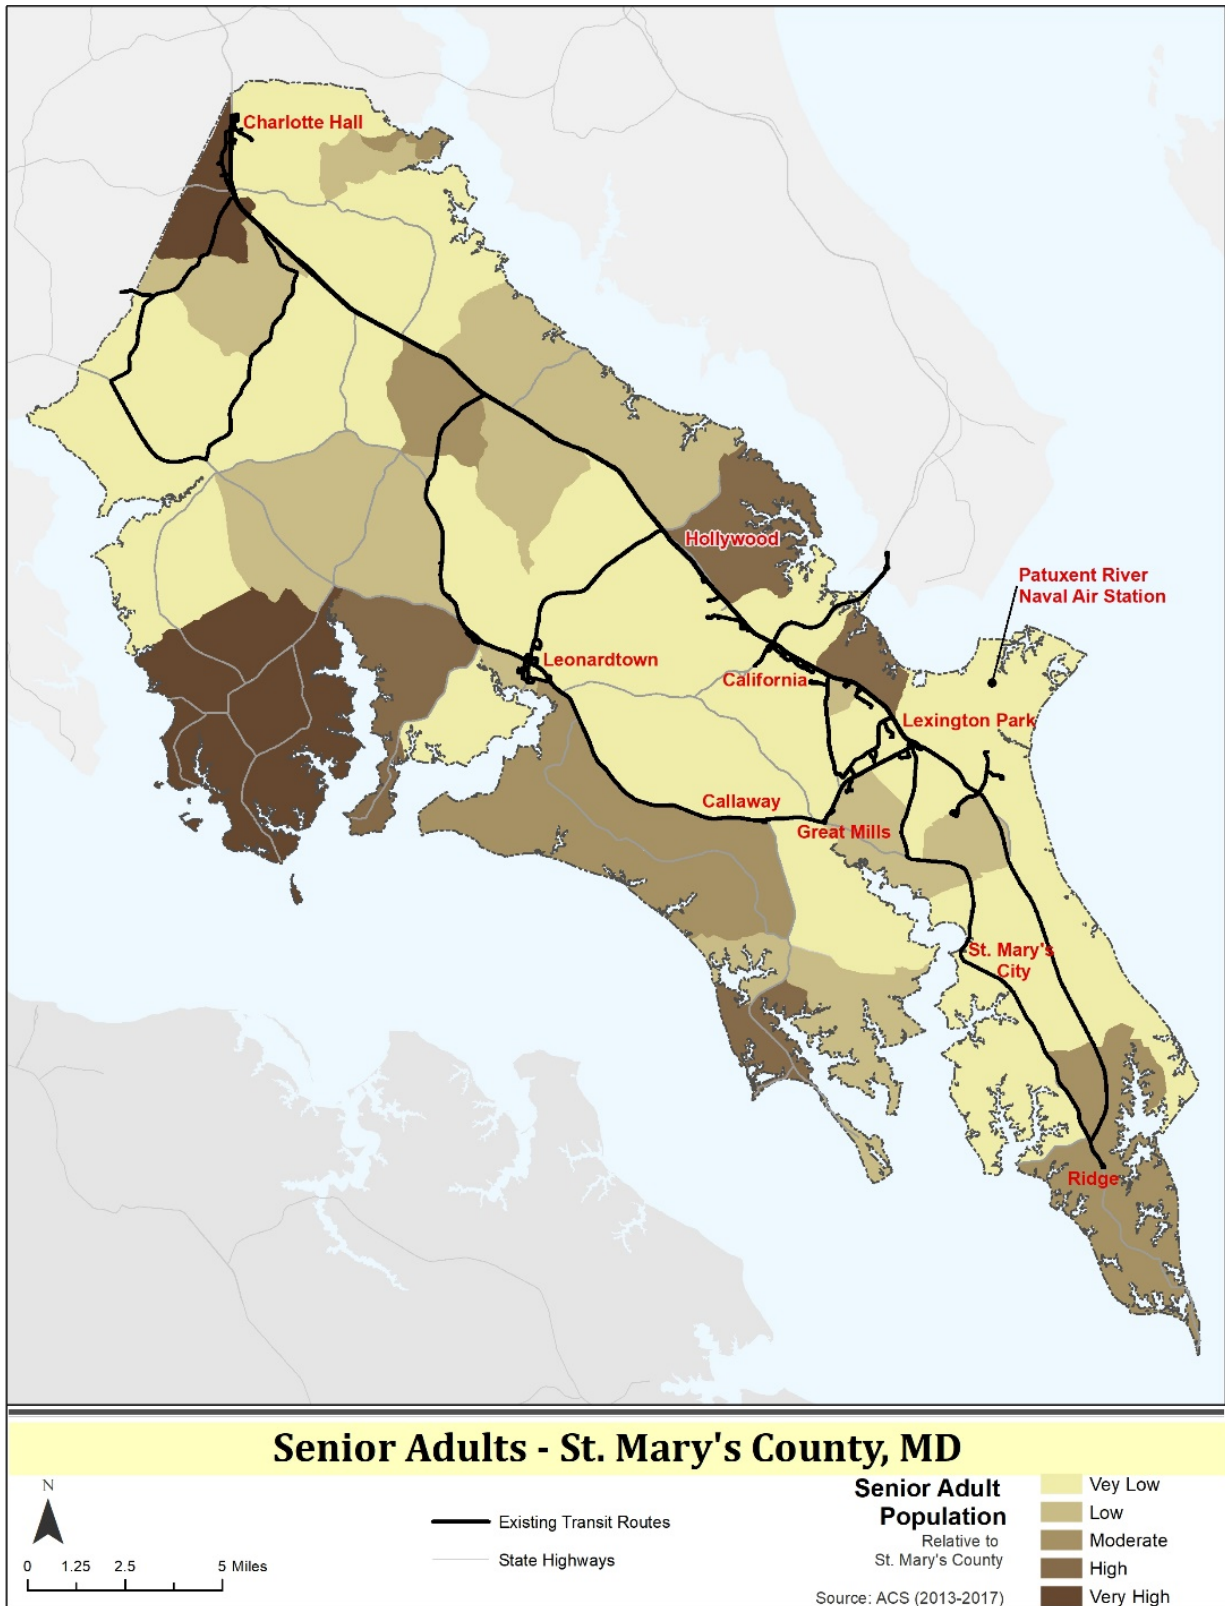 Charlotte Hall
Hollywood
Patuxent River
Naval Air Station
Leonardtown
California
Lexington Park
Callaway
Great Mills
St. Mary's
City
Ridge
Senior Adults - St. Mary's County, MD
N
0 1.25 2.5 5 Miles
Existing Transit Routes
State Highways
Senior Adult
Population
Relative to
St. Mary's County
Source: ACS (2013-2017)
Vey Low
Low
Moderate
High
Very High